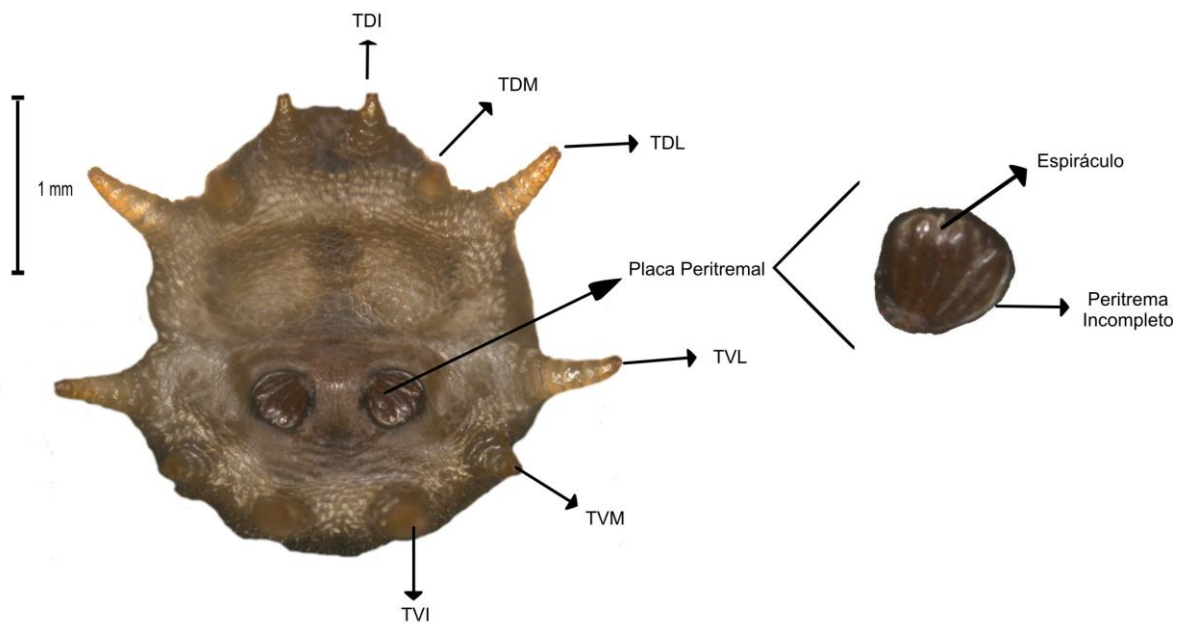 TDI
TDM
TDL
Espiráculo
1 mm
Placa Peritremal
Peritrema
Incompleto
TVL
TVM
TVI